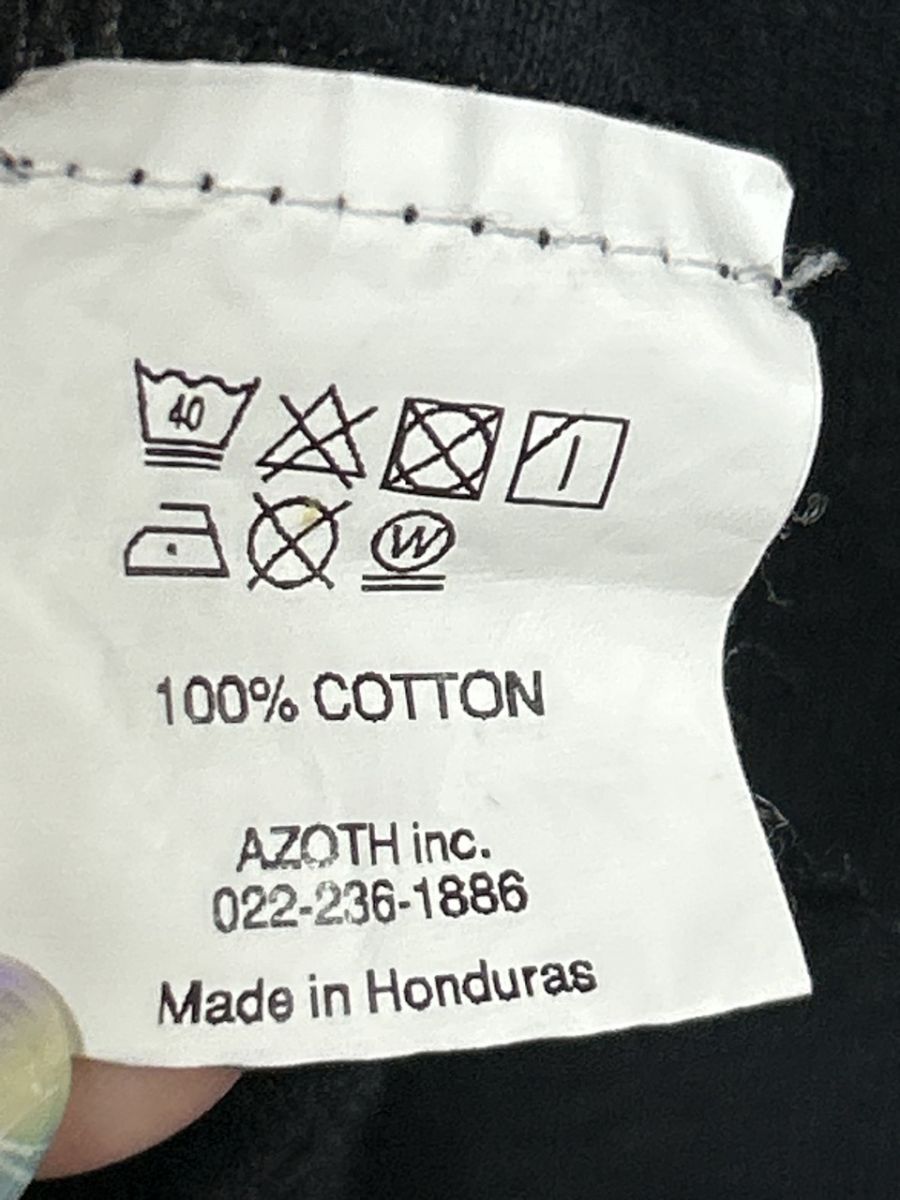 40
W
100% COTTON
AZOTH inc.
022-236-1886
Made in Honduras